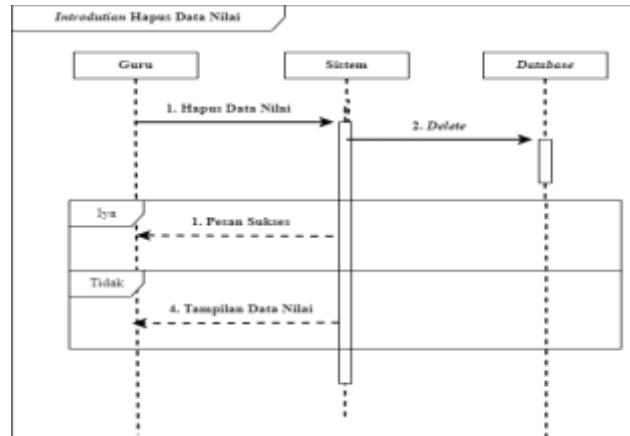 Introdution Hapus Data Nilai
Guru
Sistem
Database
1. Hapus Data Nilai
2. Delete
Iya
1. Pesan Sukses
Tidak
4. Tampilan Data Nilai